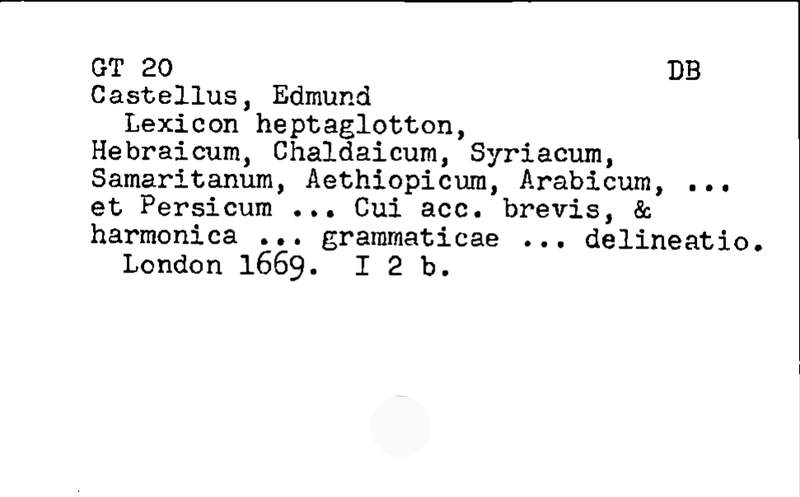 GT 20 DB
Castellus, Edmund
Lexicon heptaglotton,
Hebraicum, Chaldaicum, Syriacum,
Samaritanum, Aethiopicum, Arabicum, ...
et Persicum ... Cui acc. brevis, &
harmonica ... grammaticae ... delineatio.
London 1669. I 2 b.